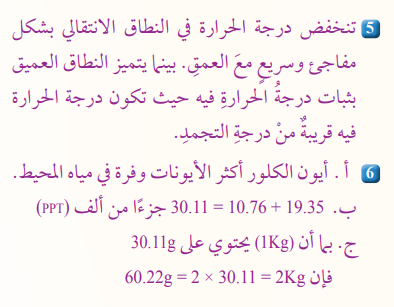 5 تنخفض درجة الحرارة في النطاق الانتقالي بشكل
مفاجئ وسريعٍ معَ العمقِ. بينما يتميز النطاق العميق
بثبات درجةُ الحرارةِ فيه حيث تكون درجة الحرارة
فيه قريبةٌ منْ درجةِ التجمدِ.
6 أ. أيون الكلور أكثر الأيونات وفرة في مياه المحيط.
ب. 19.35 + 10.76 = 30.11 جزءًا من ألف (PPT)
ج. بما أن (1Kg) يحتوي على 30.11g
فإن 2Kg = 30.11 × 2 = 60.22g